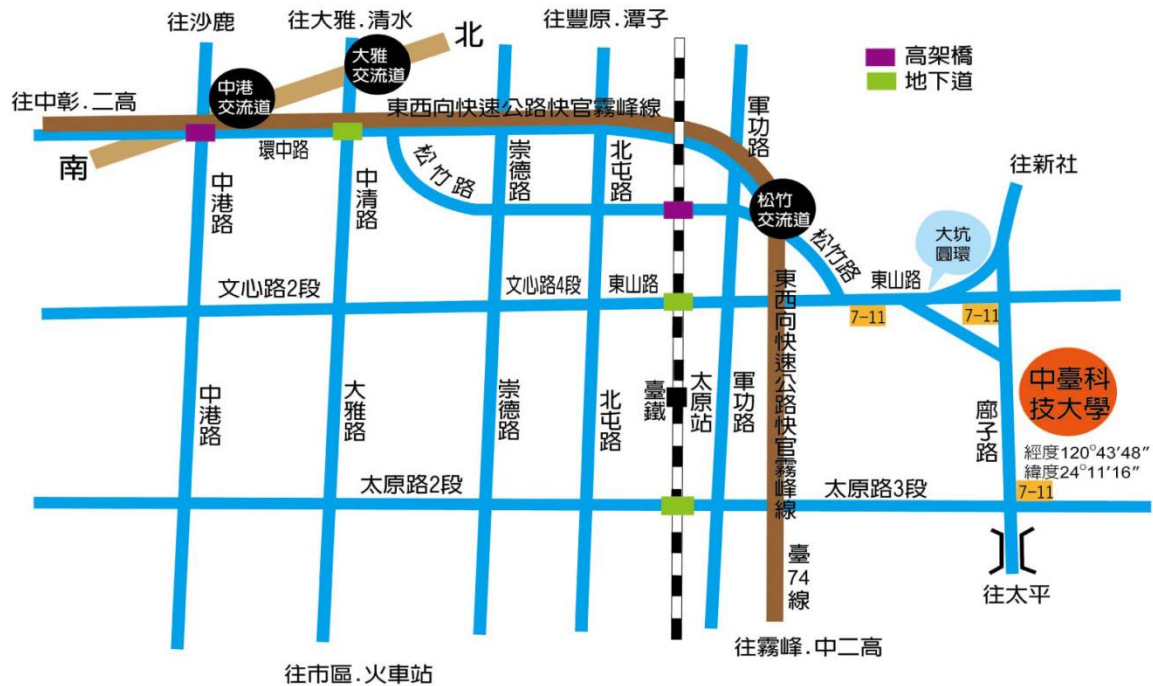 往沙鹿
往大雅.清水
往豐原.潭子
北
大雅
交流道
高架橋
地下道
中港
交流道
往中彰.二高
東西向快速公路快官霧峰線
軍功路
南
環中路
中港路
中清路
松竹路
崇德路
北屯路
松竹
交流道
往新社
大坑
圓環
松竹路
東山路
文心路2段
文心路4段
東山路
7-11
7-11
東西向快速公路快官霧峰線
中港路
大雅路
崇德路
北屯路
臺鐵
太原站
軍功路
廍子路
中臺科
技大學
經度120°43′48″
緯度24°11′16″
7-11
太原路2段
太原路3段
臺74線
往太平
往霧峰.中二高
往市區.火車站